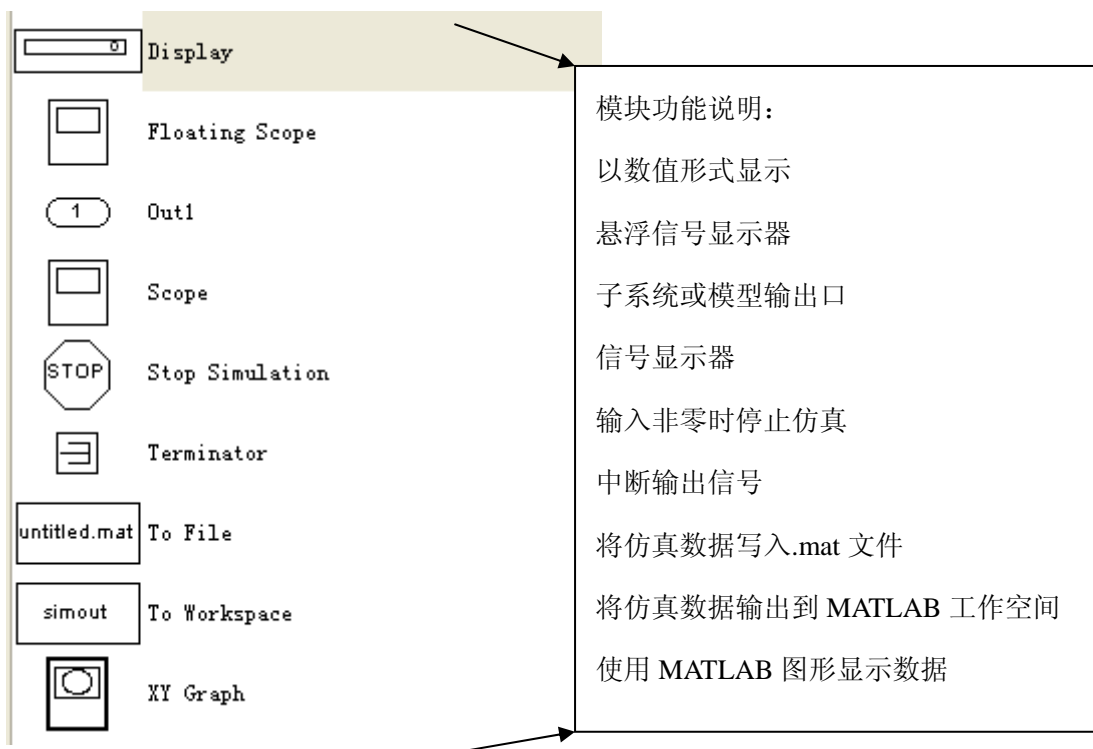 Display
Floating Scope
1
Out1
Scope
STOP
Stop Simulation
Terminator
untitled.mat
To File
simout
To Workspace
XY Graph
模块功能说明：
以数值形式显示
悬浮信号显示器
子系统或模型输出口
信号显示器
输入非零时停止仿真
中断输出信号
将仿真数据写入.mat 文件
将仿真数据输出到 MATLAB 工作空间
使用 MATLAB 图形显示数据